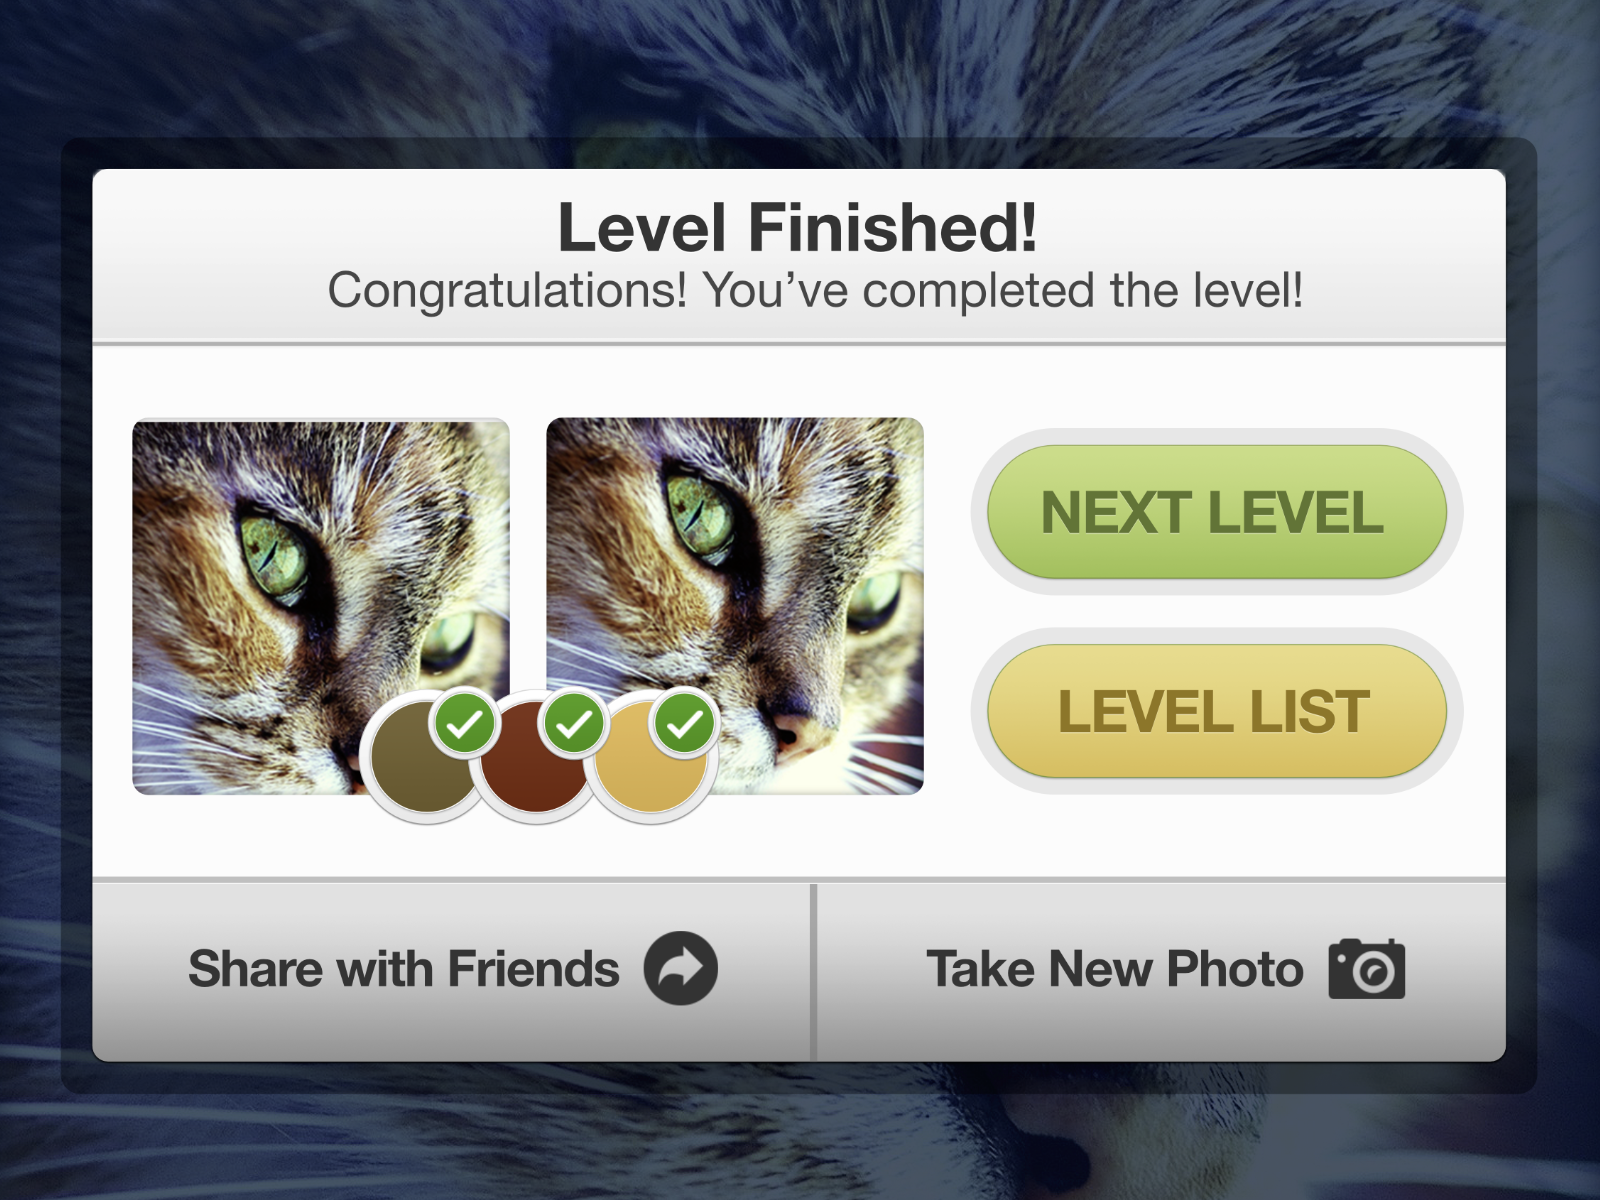 Level Finished!
Congratulations! You’ve completed the level!
NEXT LEVEL
LEVEL LIST
Share with Friends
Take New Photo